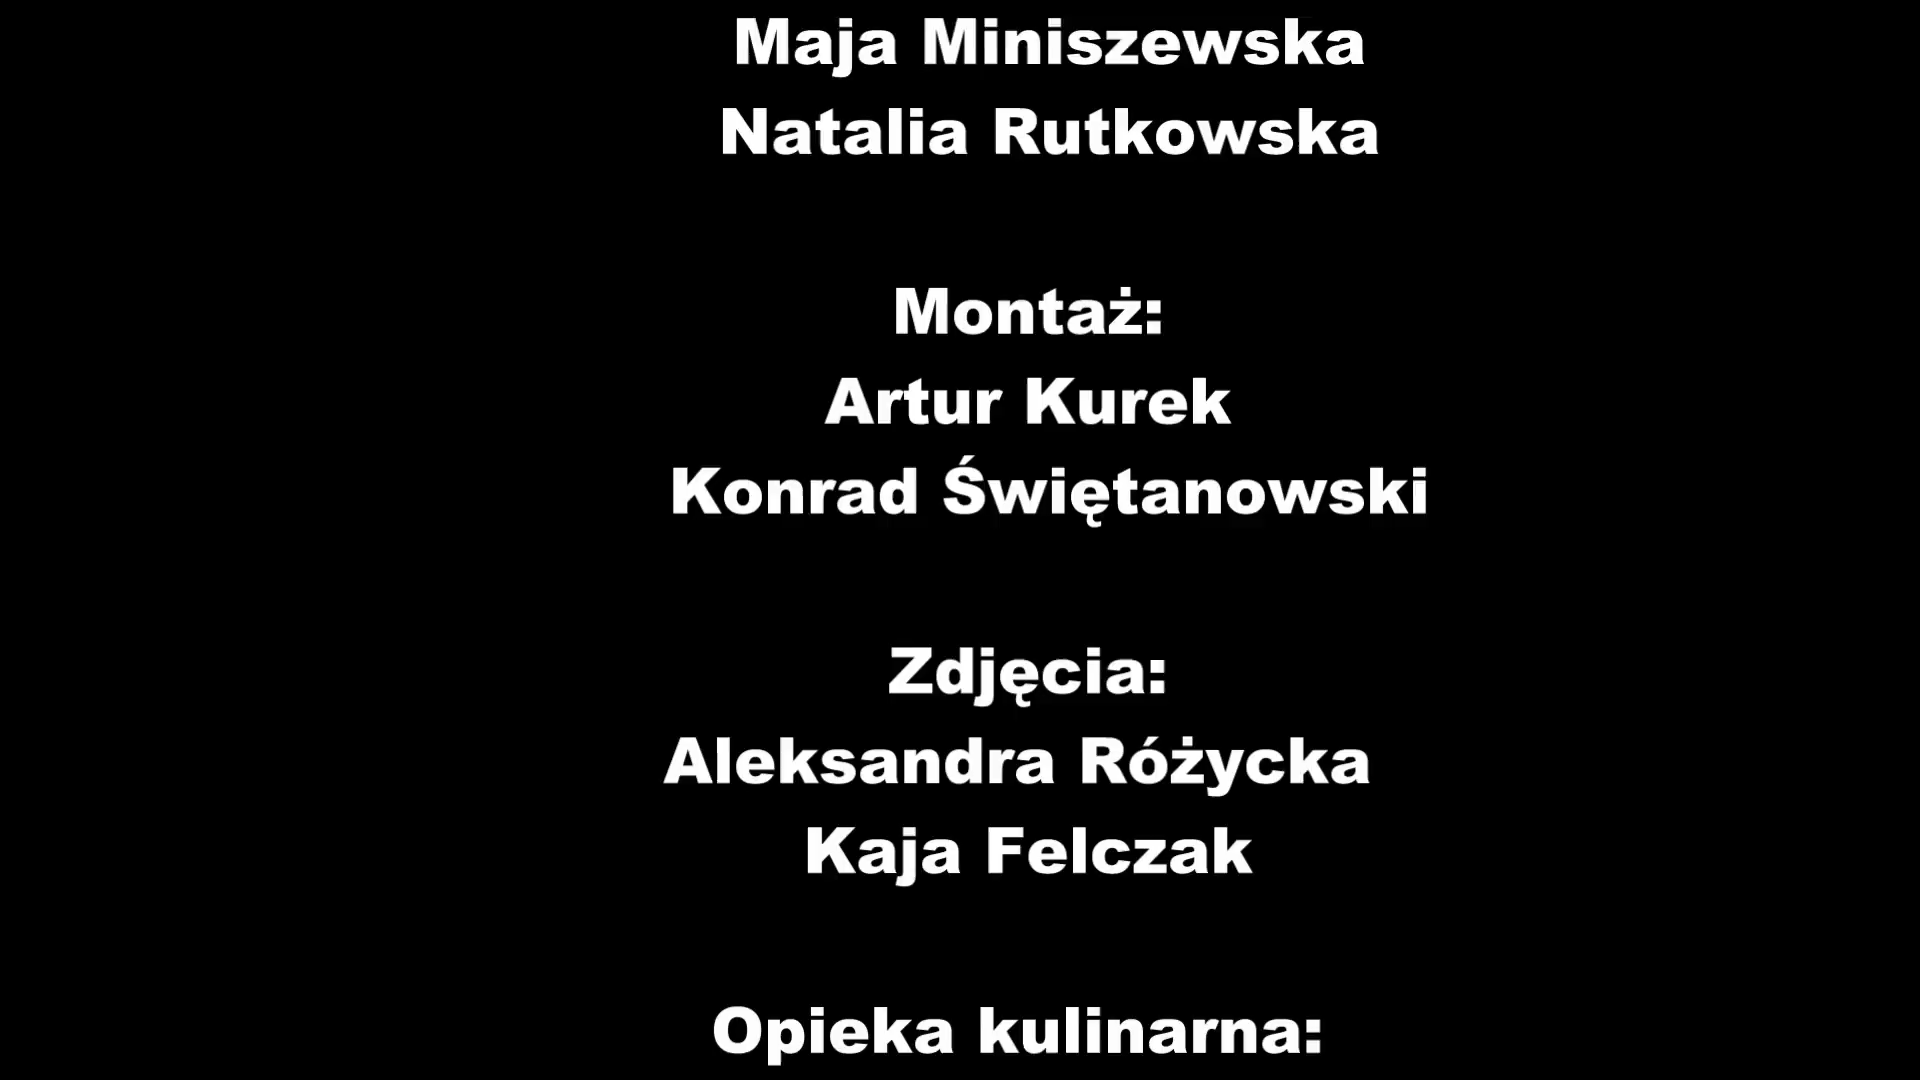 Maja Miniszewska
Natalia Rutkowska
Montaż:
Artur Kurek
Konrad Świętanowski
Zdjęcia:
Aleksandra Różycka
Kaja Felczak
Opieka kulinarna: